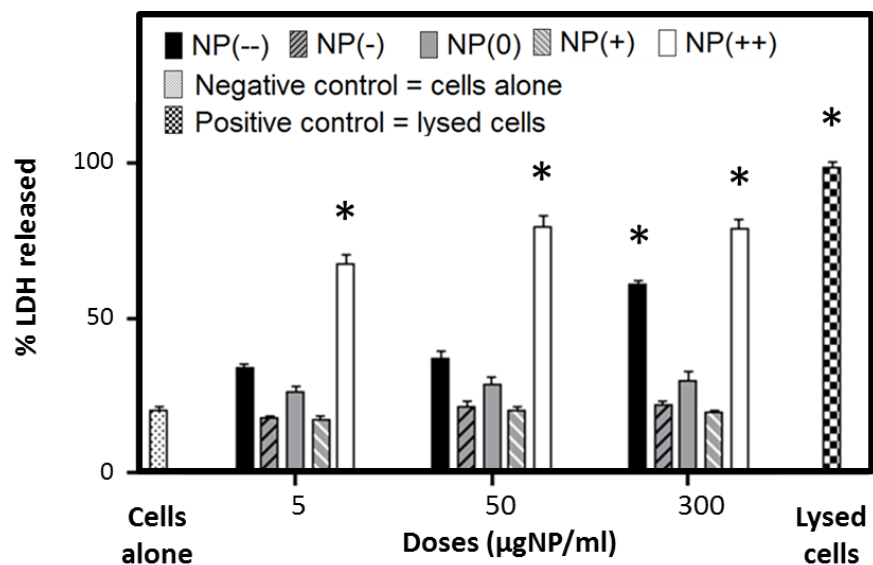 NP(--) NP(-) NP(0) NP(+) NP(++)
Negative control = cells alone
Positive control = lysed cells
*
* * *
*
100
50
0
% LDH released
5 50 300
Cells alone
Doses (µgNP/ml)
Lysed cells